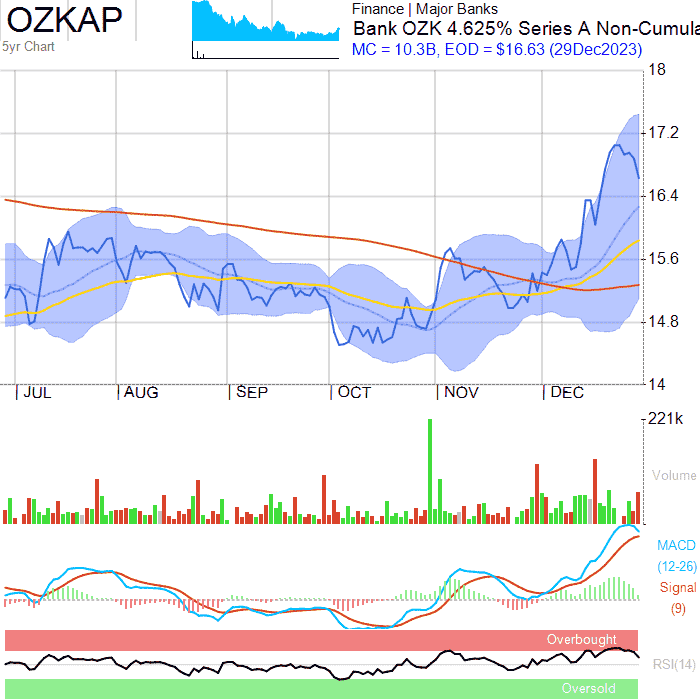 OZKAP
5yr Chart
Finance | Major Banks
Bank OZK 4.625% Series A Non-Cumula
MC = 10.3B, EOD = $16.63 (29Dec2023)
18
17.2
16.4
15.6
14.8
14
JUL AUG SEP OCT NOV DEC
221k
Volume
MACD
(12-26)
Signal
(9)
Overbought
RSI(14)
Oversold